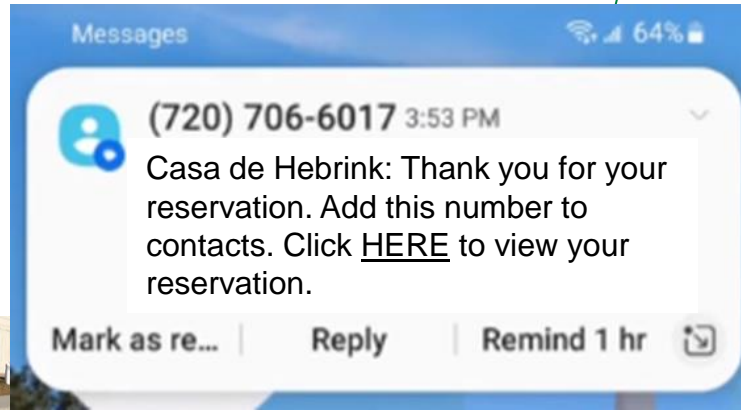 Messages 64%
(720) 706-6017 3:53 PM
Casa de Hebrink: Thank you for your
reservation. Add this number to
contacts. Click HERE to view your
reservation.
Mark as re... Reply Remind 1 hr